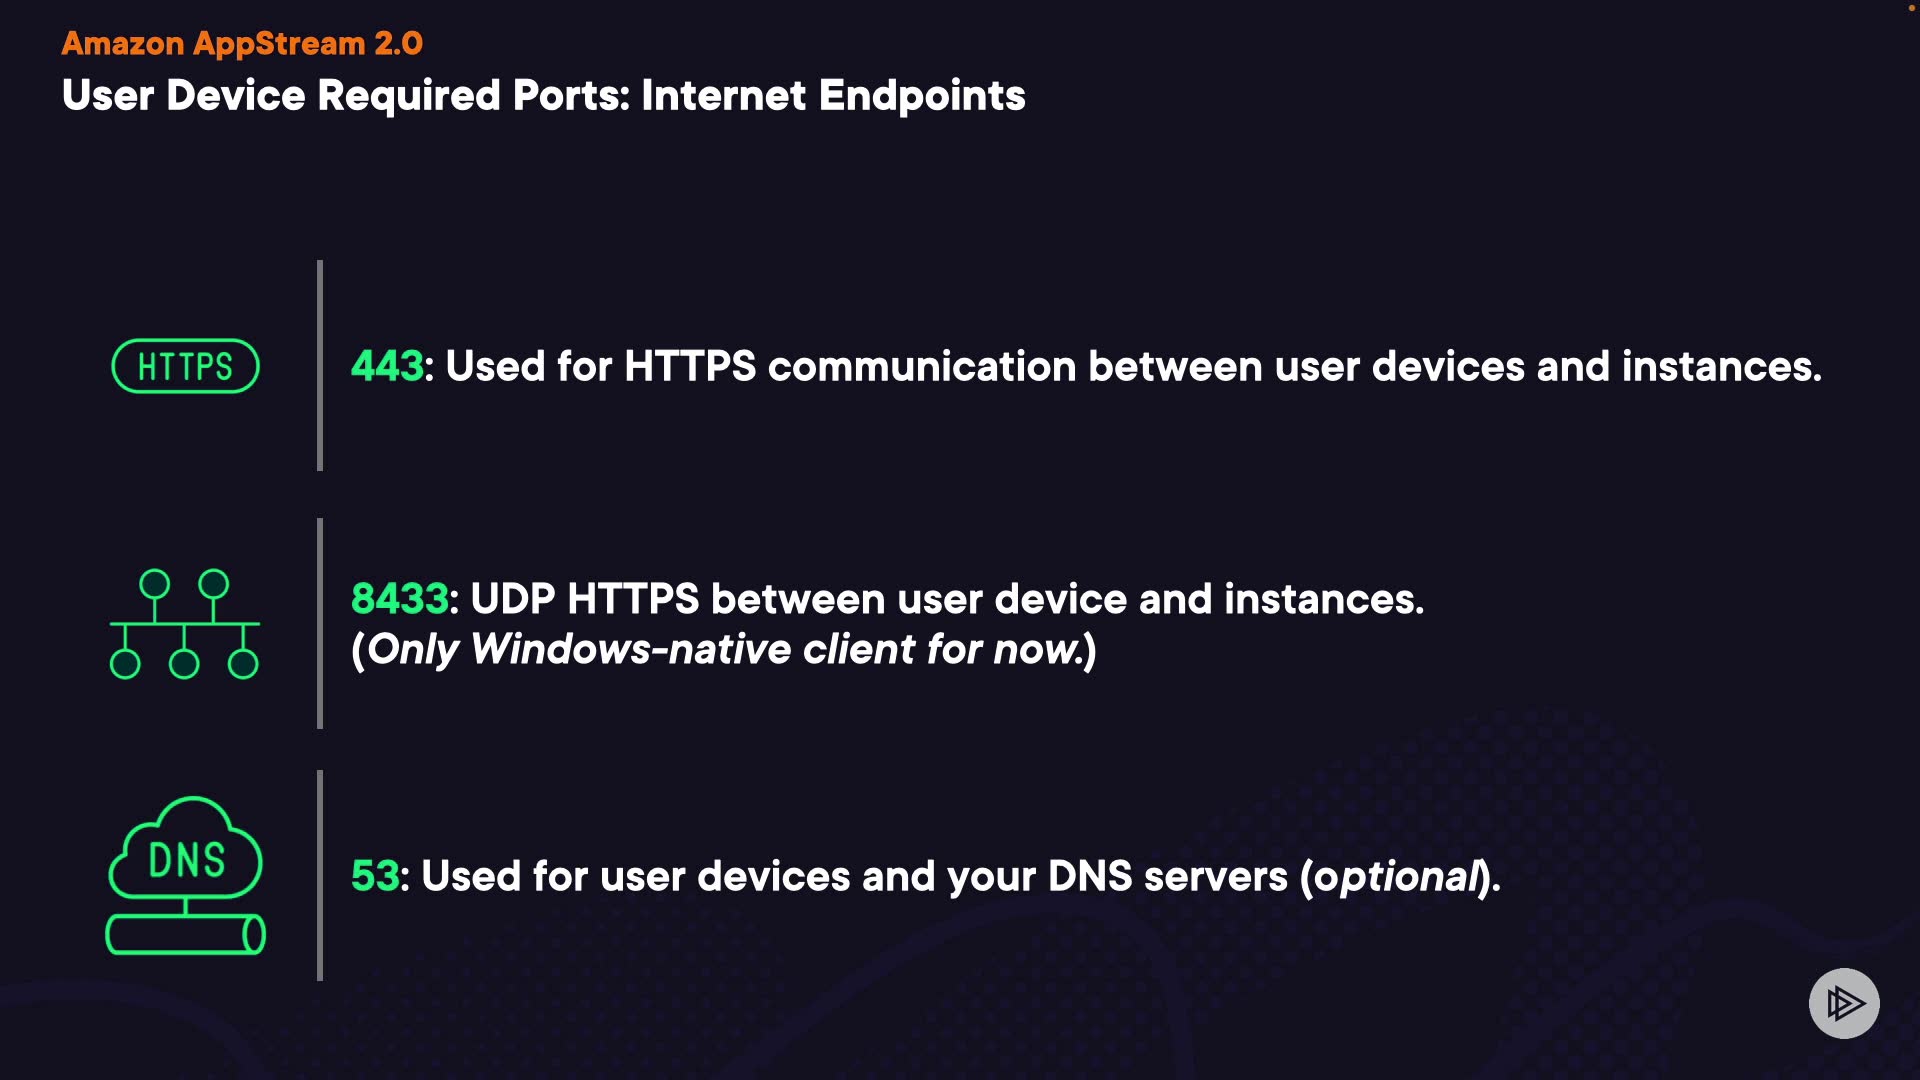 Amazon AppStream 2.0
User Device Required Ports: Internet Endpoints
HTTPS
443: Used for HTTPS communication between user devices and instances.
8433: UDP HTTPS between user device and instances.
(Only Windows-native client for now.)
DNS
53: Used for user devices and your DNS servers (optional).